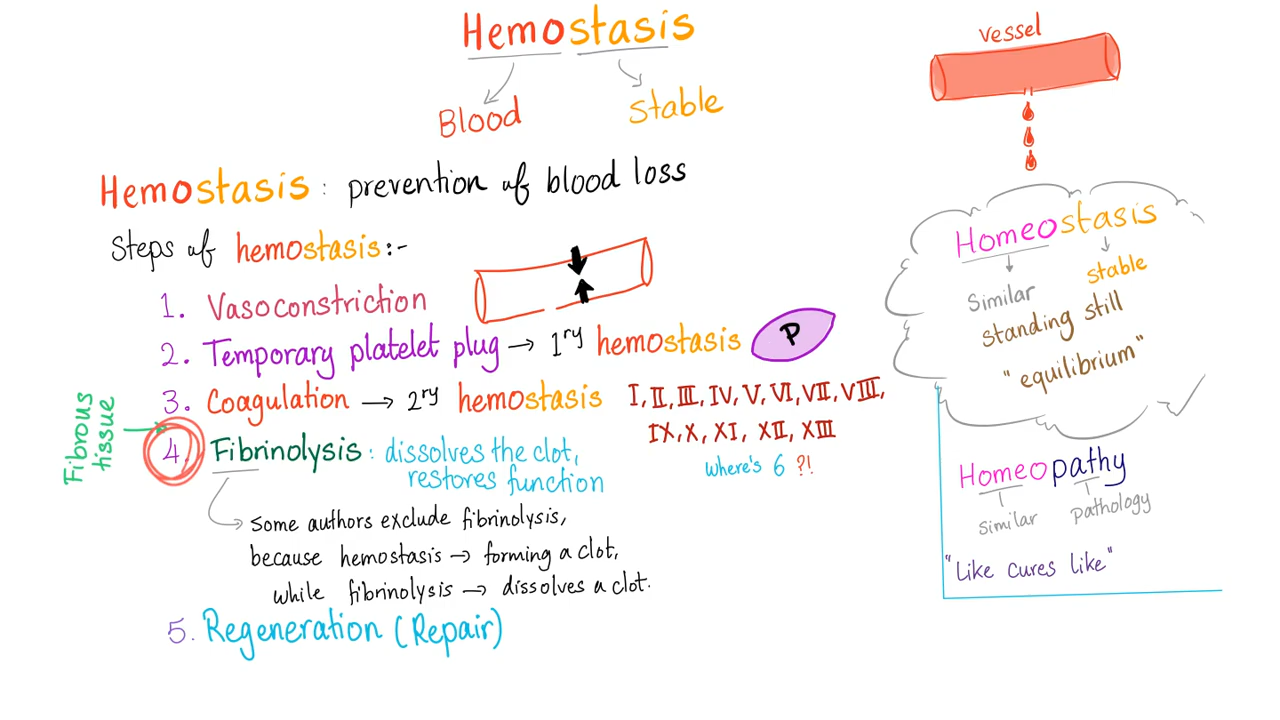 Hemostasis
Blood
stable
Hemostasis: prevention of blood loss
Steps of hemostasis:-
1. Vasoconstriction
2. Temporary platelet plug → 1ry hemostasis
P
3. Coagulation → 2ry hemostasis
I, II, III, IV, V, VI, VII, VIII,
IX, X, XI, XII, XIII
where's 6 ?!
Fibrous
tissue
4. Fibrinolysis: dissolves the clot,
restores function
some authors exclude fibrinolysis,
because hemostasis → forming a clot,
while fibrinolysis → dissolves a clot.
5. Regeneration (Repair)
vessel
Homeostasis
Similar
stable
standing still
"equilibrium"
Homeopathy
similar
pathology
"Like cures like"